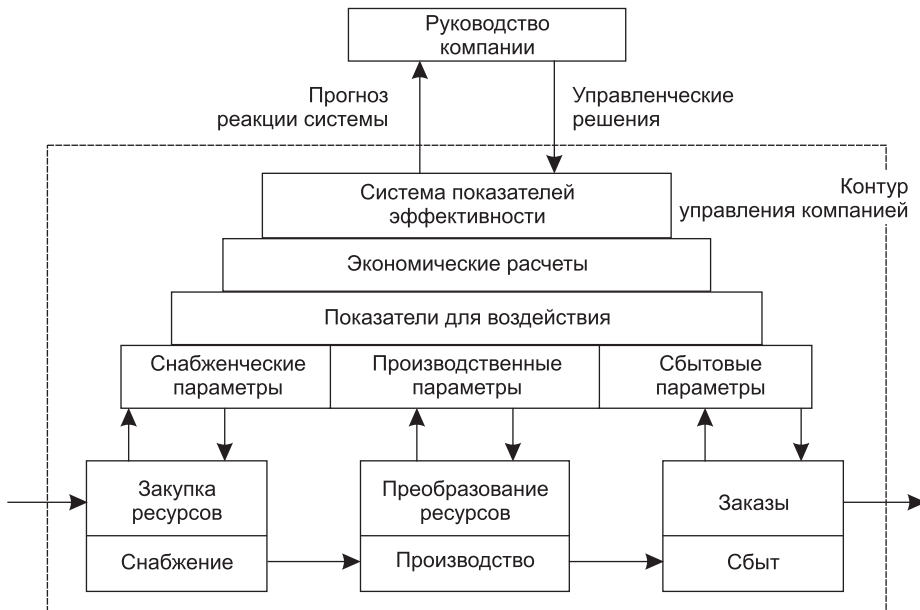 Руководство
компании
Прогноз
реакции системы
Управленческие
решения
Контур
управления компанией
Система показателей
эффективности
Экономические расчеты
Показатели для воздействия
Снабженческие
параметры
Производственные
параметры
Сбытовые
параметры
Закупка
ресурсов
Преобразование
ресурсов
Заказы
Снабжение
Производство
Сбыт